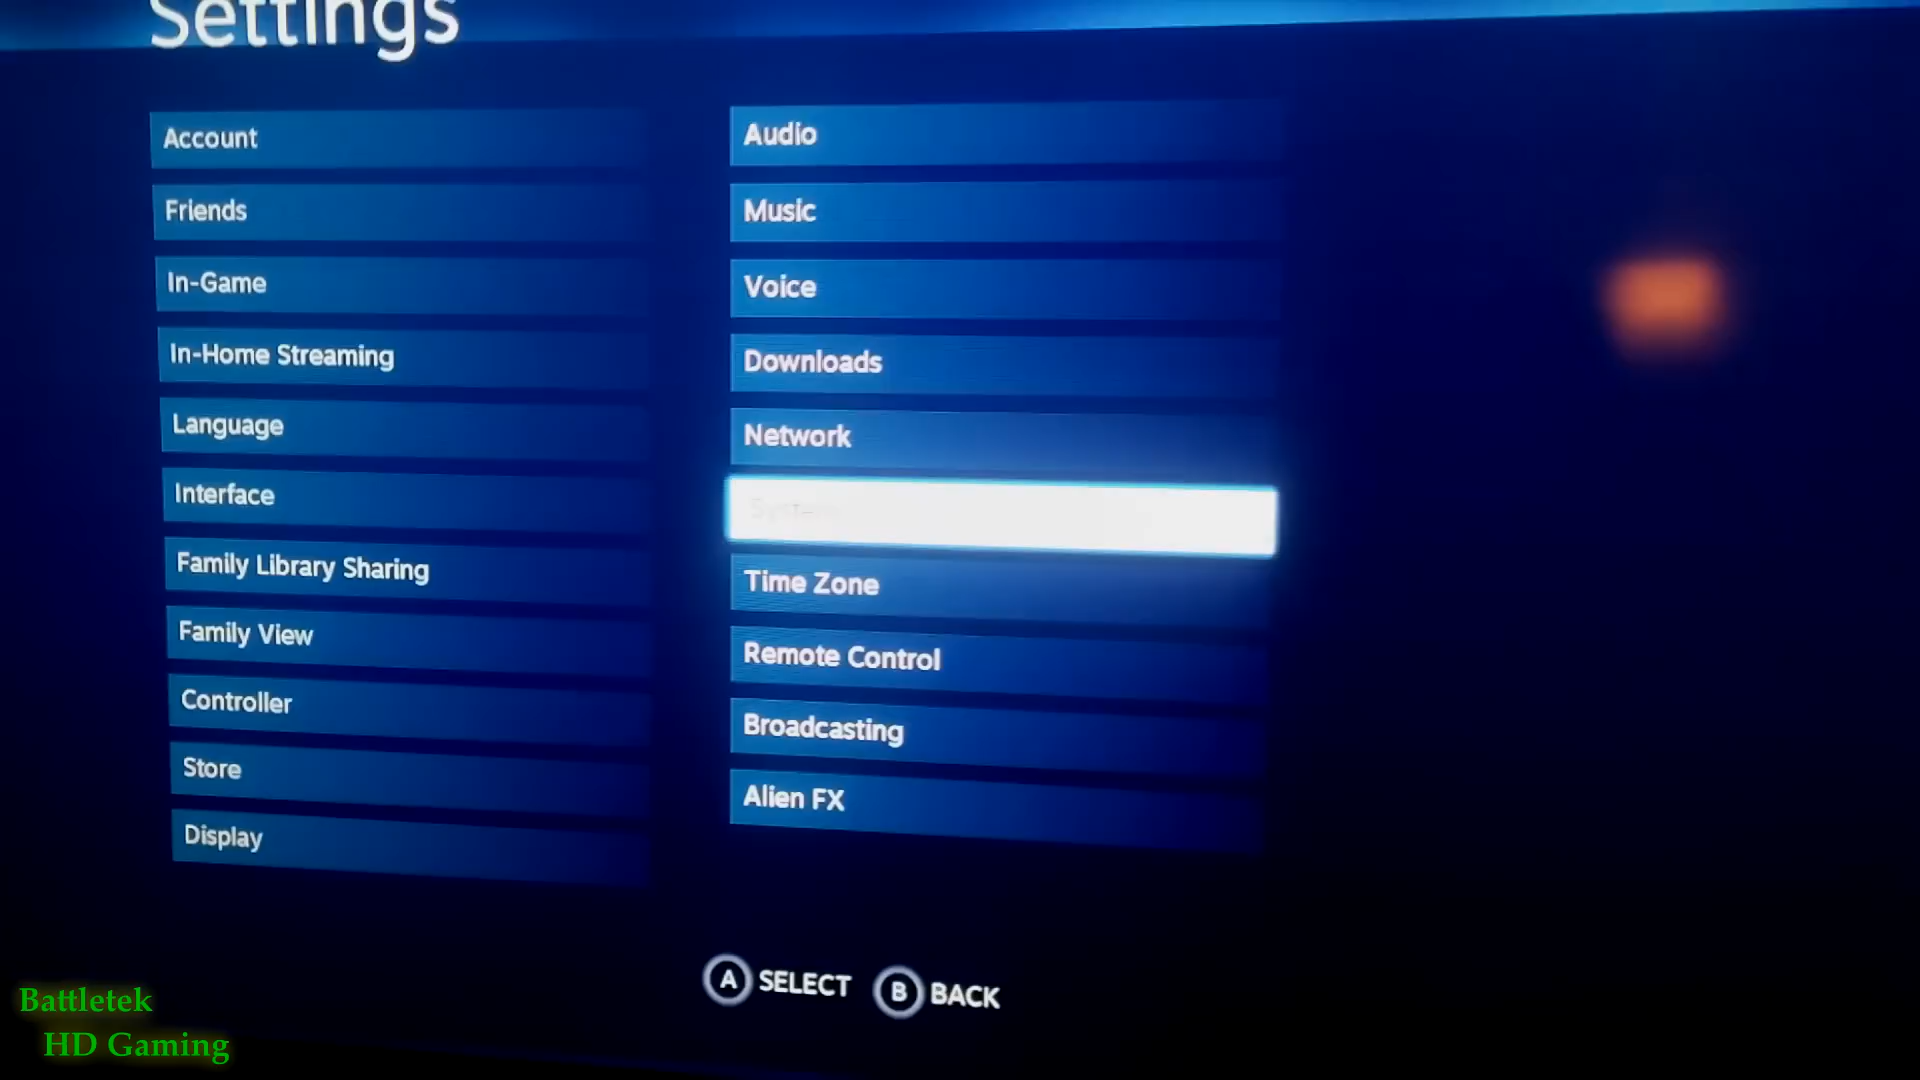 Settings
Account
Friends
In-Game
In-Home Streaming
Language
Interface
Family Library Sharing
Family View
Controller
Store
Display
Audio
Music
Voice
Downloads
Network
System
Time Zone
Remote Control
Broadcasting
Alien FX
A SELECT B BACK
Battletek
HD Gaming